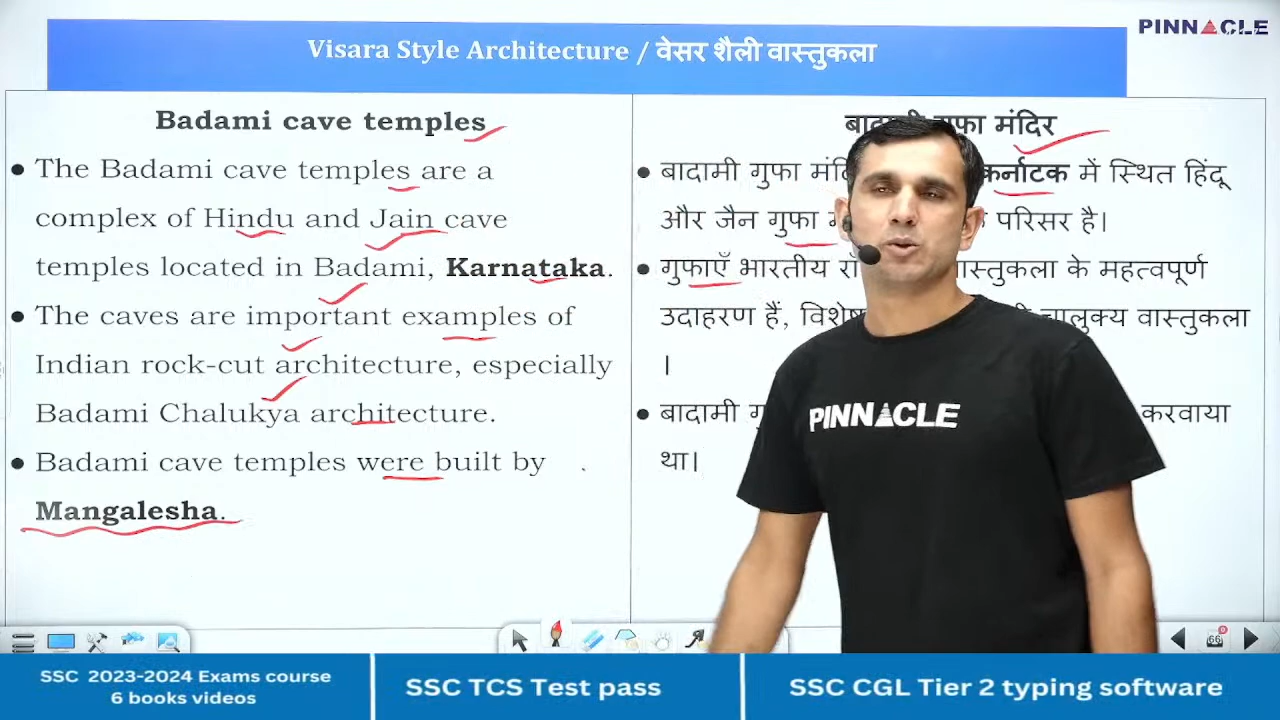 PINNACLE
Visara Style Architecture / वेसर शैली वास्तुकला
Badami cave temples
• The Badami cave temples are a
complex of Hindu and Jain cave
temples located in Badami, Karnataka.
• The caves are important examples of
Indian rock-cut architecture, especially
Badami Chalukya architecture.
• Badami cave temples were built by
Mangalesha.
मंदिर
• बादामी गुफा कर्नाटक में स्थित हिंदू
और जैन गुफा परिसर है।
• गुफाएँ भारतीय वास्तुकला के महत्वपूर्ण
उदाहरण हैं, चालुक्य वास्तुकला
।
• बादामी करवाया
था।
PINNACLE
66
SSC 2023-2024 Exams course
6 books videos
SSC TCS Test pass
SSC CGL Tier 2 typing software